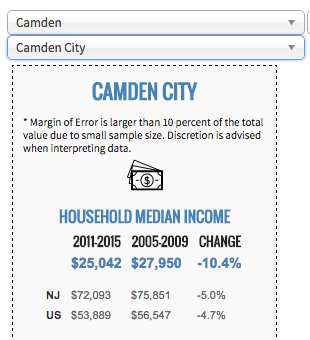 Camden
Camden City
CAMDEN CITY
* Margin of Error is larger than 10 percent of the total
value due to small sample size. Discretion is advised
when interpreting data.
HOUSEHOLD MEDIAN INCOME
2011-2015 2005-2009 CHANGE
$25,042 $27,950 -10.4%
NJ $72,093 $75,851 -5.0%
US $53,889 $56,547 -4.7%